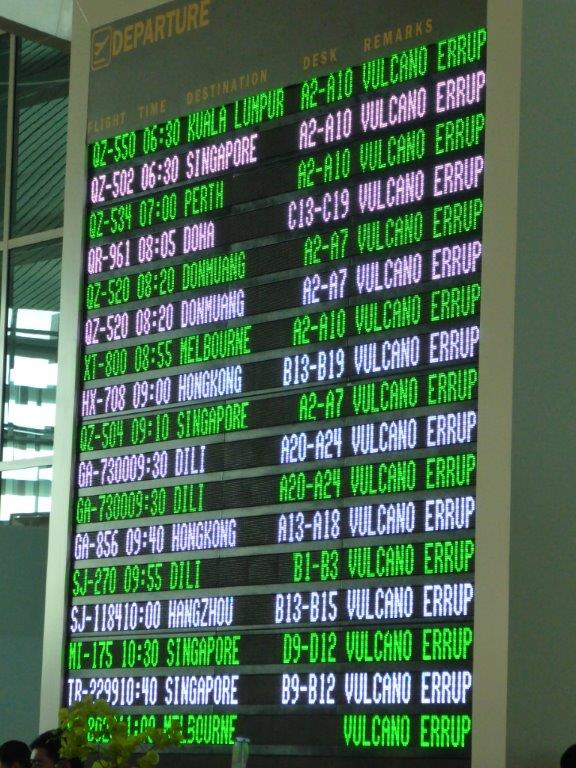 DEPARTURE
FLIGHT TIME DESTINATION DESK REMARKS
QZ-550 06:30 KUALA LUMPUR A2-A10 VULCANO ERRUP
QZ-502 06:30 SINGAPORE A2-A10 VULCANO ERRUP
QZ-534 07:00 PERTH A2-A10 VULCANO ERRUP
QR-961 08:05 DOHA C13-C19 VULCANO ERRUP
QZ-520 08:20 DONMUANG A2-A7 VULCANO ERRUP
QZ-520 08:20 DONMUANG A2-A7 VULCANO ERRUP
XT-800 08:55 MELBOURNE A2-A10 VULCANO ERRUP
HX-708 09:00 HONGKONG B13-B19 VULCANO ERRUP
QZ-504 09:10 SINGAPORE A2-A7 VULCANO ERRUP
GA-730009:30 DILI A20-A24 VULCANO ERRUP
GA-730009:30 DILI A20-A24 VULCANO ERRUP
GA-856 09:40 HONGKONG A13-A18 VULCANO ERRUP
SJ-270 09:55 DILI B1-B3 VULCANO ERRUP
SJ-118410:00 HANGZHOU B13-B15 VULCANO ERRUP
MI-175 10:30 SINGAPORE D9-D12 VULCANO ERRUP
TR-229910:40 SINGAPORE B9-B12 VULCANO ERRUP
MELBOURNE VULCANO ERRUP